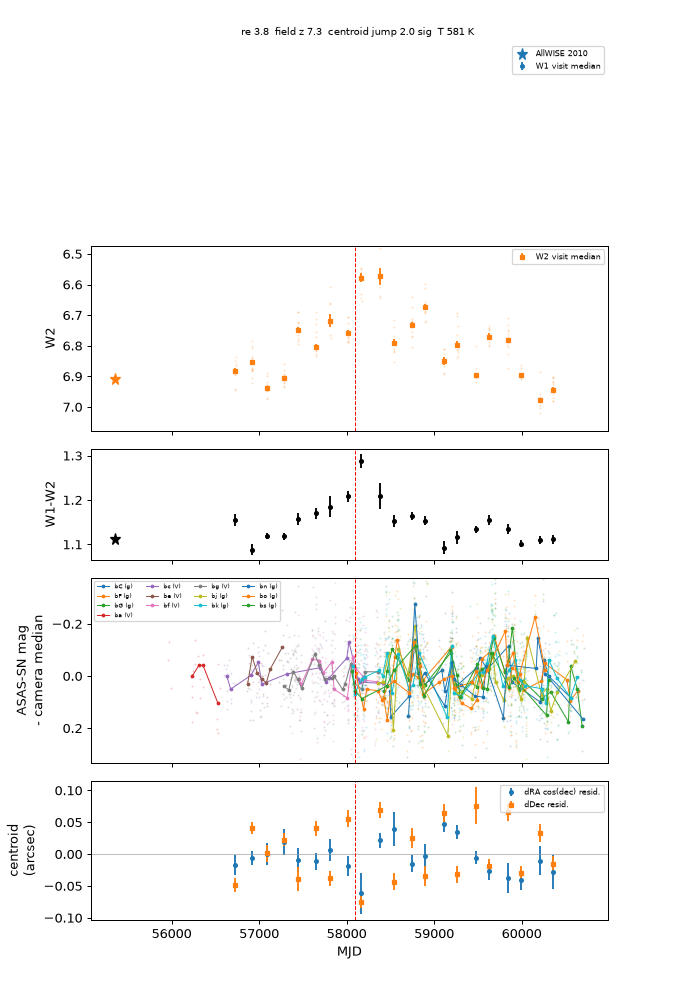 re 3.8  field z 7.3  centroid jump 2.0 sig  T 581 K
AllWISE 2010
W1 visit median
6.5
6.6
6.7
6.8
6.9
7.0
W2
W2 visit median
1.3
1.2
1.1
W1-W2
bC (g)
bF (g)
bG (g)
ba (V)
bc (V)
be (V)
bf (V)
bg (V)
bj (g)
bk (g)
bn (g)
bo (g)
bs (g)
−0.2
0.0
0.2
ASAS-SN mag
- camera median
0.10
0.05
0.00
−0.05
−0.10
centroid
(arcsec)
dRA cos(dec) resid.
dDec resid.
56000
57000
58000
59000
60000
MJD